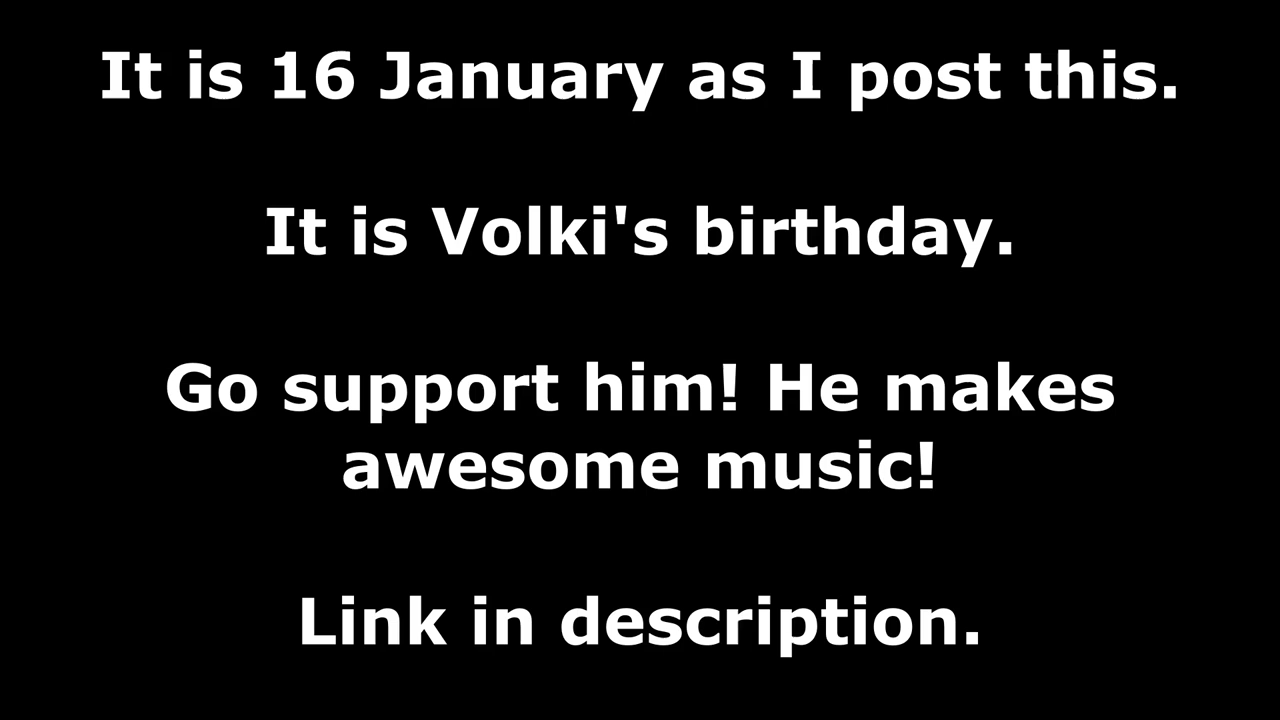 It is 16 January as I post this.
It is Volki's birthday.
Go support him! He makes
awesome music!
Link in description.